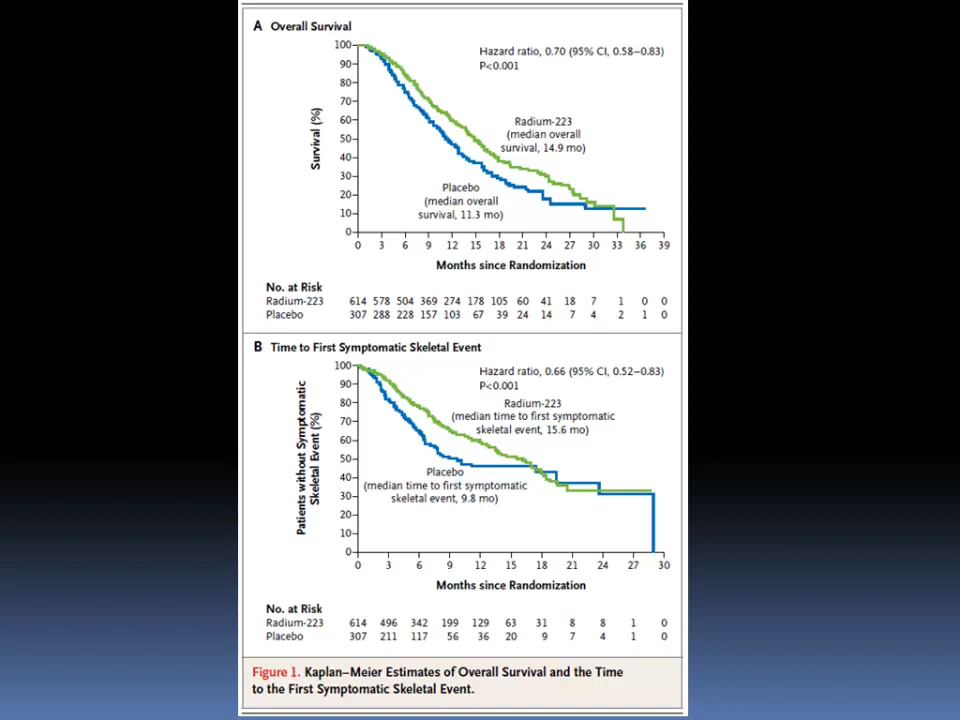 A Overall Survival
Hazard ratio, 0.70 (95% CI, 0.58–0.83)
P<0.001
Survival (%)
100
90
80
70
60
50
40
30
20
10
0
Radium-223
(median overall
survival, 14.9 mo)
Placebo
(median overall
survival, 11.3 mo)
0 3 6 9 12 15 18 21 24 27 30 33 36 39
Months since Randomization
No. at Risk
Radium-223 614 578 504 369 274 178 105 60 41 18 7 1 0 0
Placebo 307 288 228 157 103 67 39 24 14 7 4 2 1 0
B Time to First Symptomatic Skeletal Event
Hazard ratio, 0.66 (95% CI, 0.52–0.83)
P<0.001
Patients without Symptomatic
Skeletal Event (%)
100
90
80
70
60
50
40
30
20
10
0
Radium-223
(median time to first symptomatic
skeletal event, 15.6 mo)
Placebo
(median time to first symptomatic
skeletal event, 9.8 mo)
0 3 6 9 12 15 18 21 24 27 30
Months since Randomization
No. at Risk
Radium-223 614 496 342 199 129 63 31 8 8 1 0
Placebo 307 211 117 56 36 20 9 7 4 1 0
Figure 1. Kaplan–Meier Estimates of Overall Survival and the Time
to the First Symptomatic Skeletal Event.